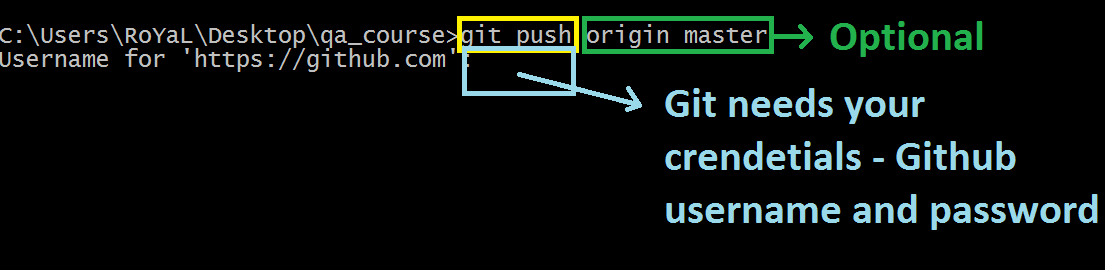 C:\Users\RoYaL\Desktop\qa_course>git push origin master
Optional
Username for 'https://github.com':
Git needs your
crendetials - Github
username and password